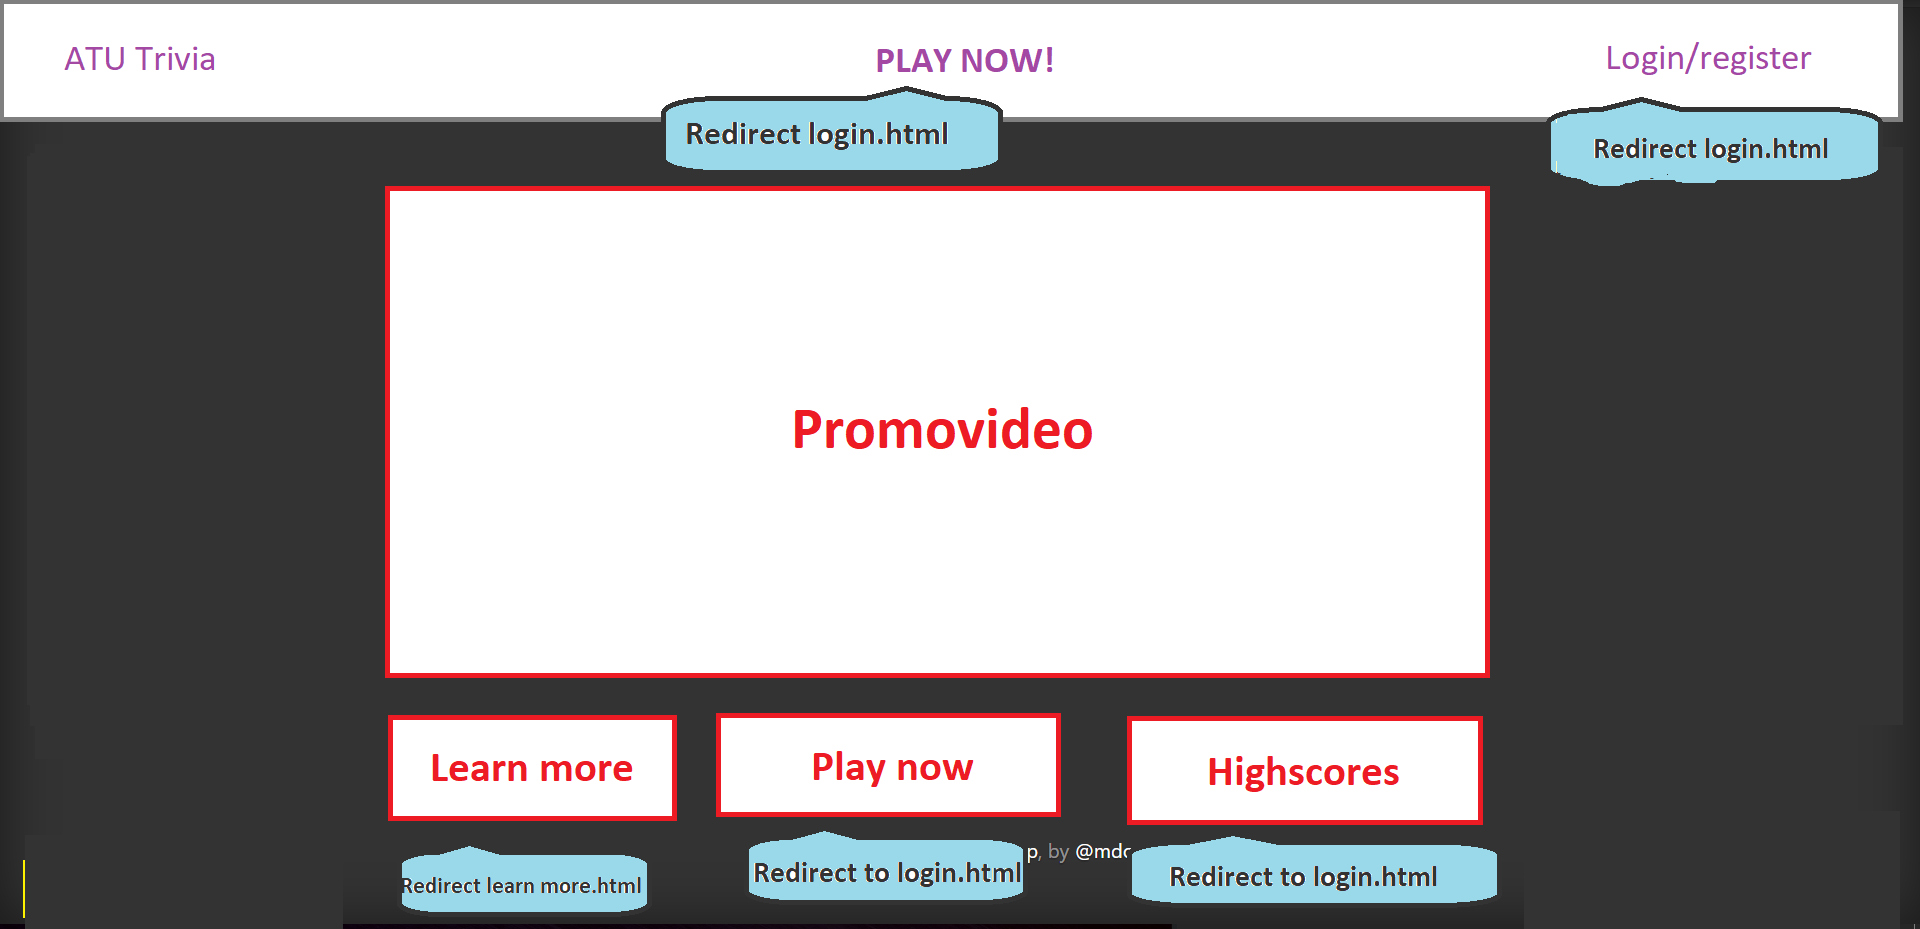 ATU Trivia
PLAY NOW!
Login/register
Redirect login.html
Redirect login.html
Promovideo
Learn more
Play now
Highscores
p, by @mdo
Redirect learn more.html
Redirect to login.html
Redirect to login.html